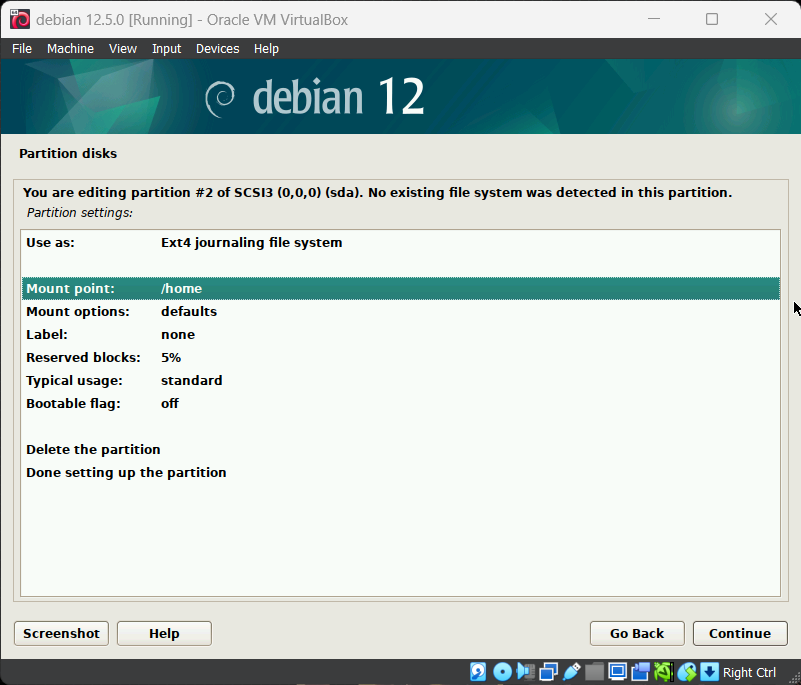 debian 12.5.0 [Running] - Oracle VM VirtualBox
File Machine View Input Devices Help
debian 12
Partition disks
You are editing partition #2 of SCSI3 (0,0,0) (sda). No existing file system was detected in this partition.
Partition settings:
Use as: Ext4 journaling file system
Mount point: /home
Mount options: defaults
Label: none
Reserved blocks: 5%
Typical usage: standard
Bootable flag: off
Delete the partition
Done setting up the partition
Screenshot Help Go Back Continue
Right Ctrl